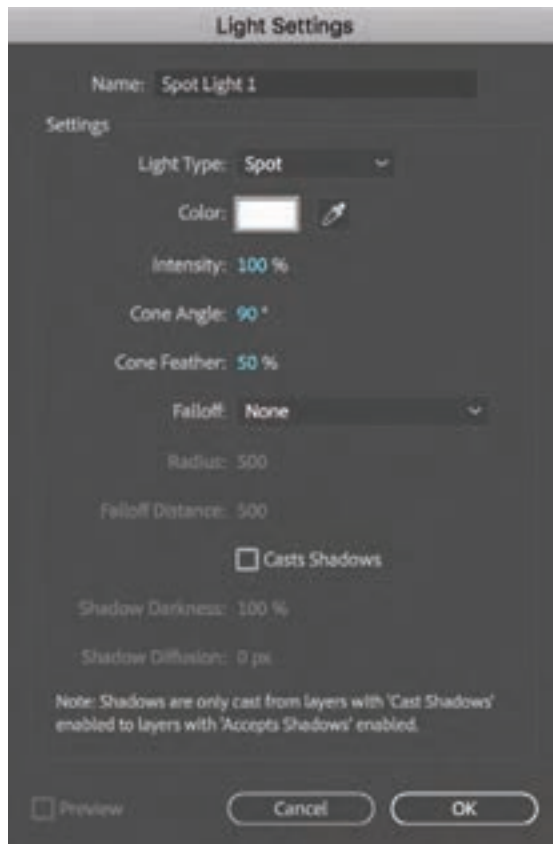 Light Settings
Name: Spot Light 1
Settings
Light Type: Spot
Color:
Intensity: 100 %
Cone Angle: 90 °
Cone Feather: 50 %
Falloff: None
Radius: 500
Falloff Distance: 500
Casts Shadows
Shadow Darkness: 100 %
Shadow Diffusion: 0 px
Note: Shadows are only cast from layers with 'Cast Shadows'
enabled to layers with 'Accepts Shadows' enabled.
Preview Cancel OK